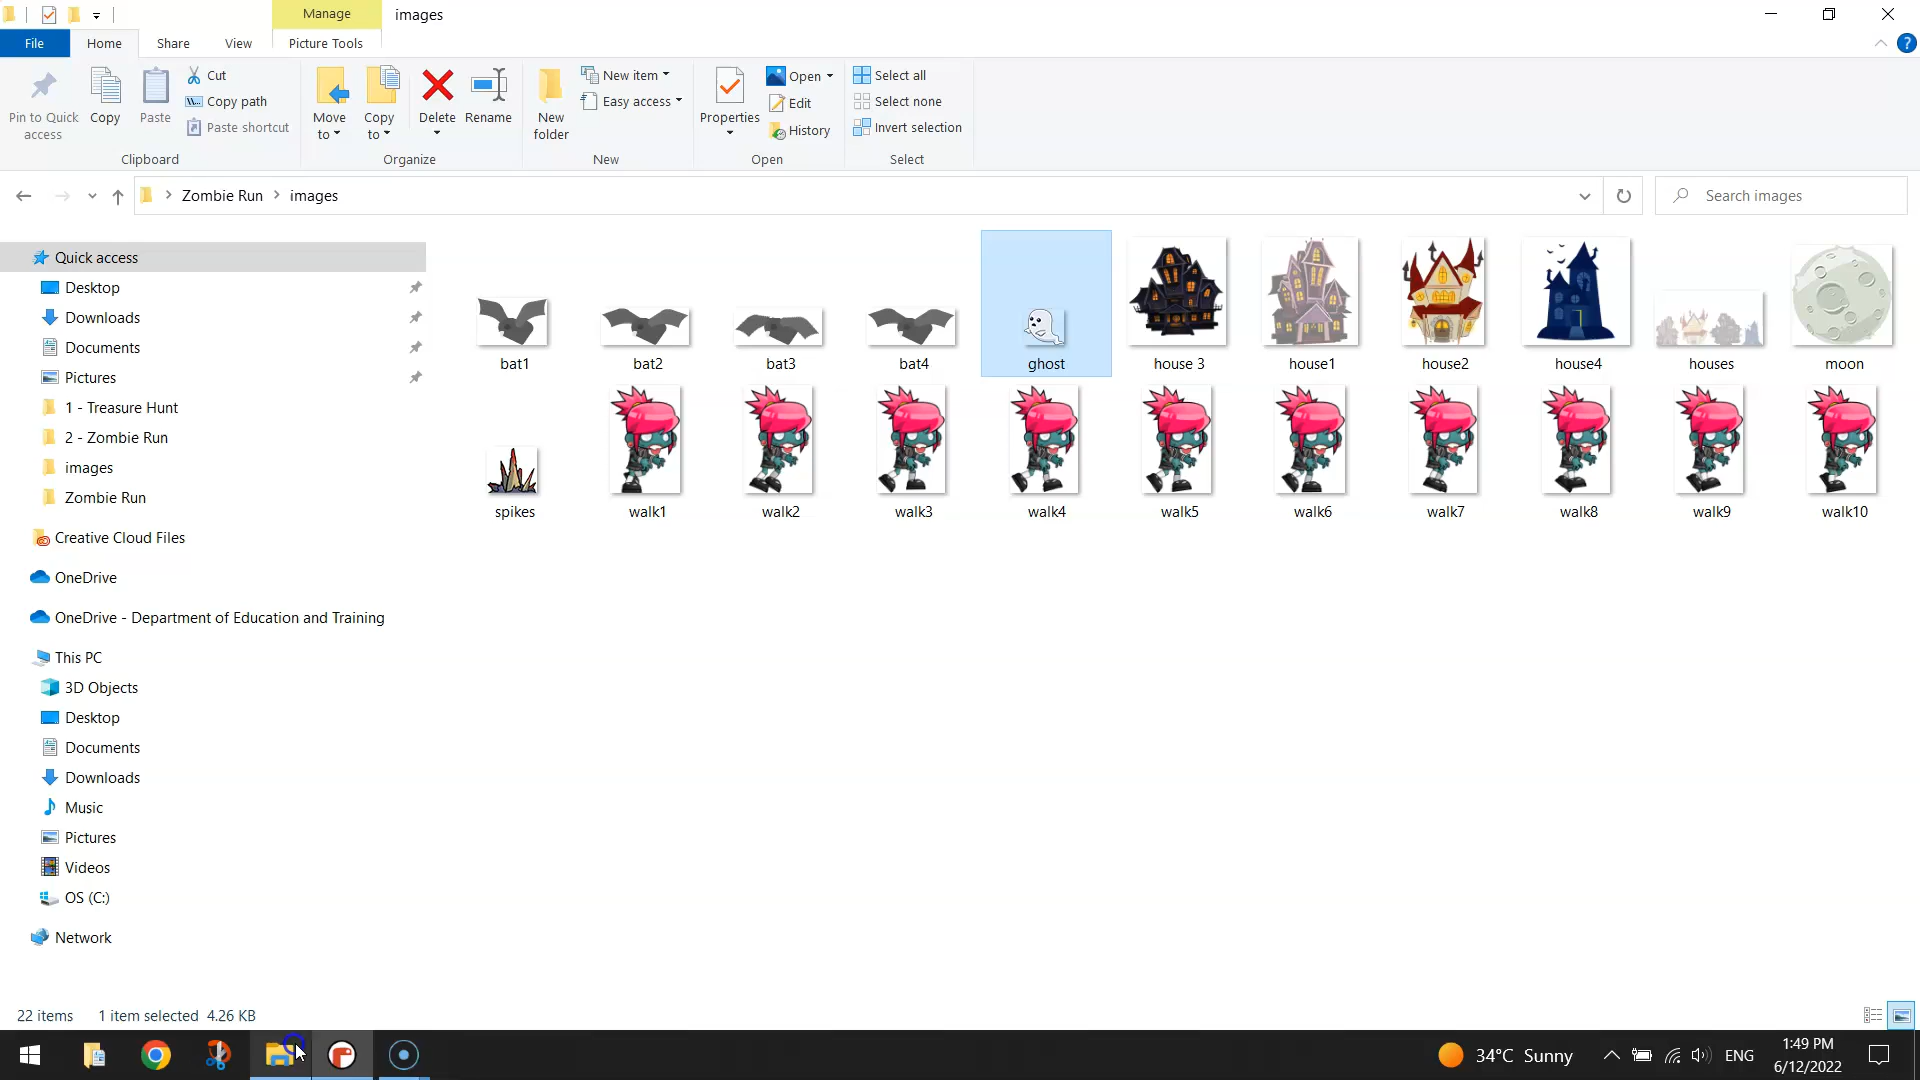 Manage
images
File
Home
Share
View
Picture Tools
Pin to Quick access
Copy
Paste
Cut
Copy path
Paste shortcut
Clipboard
Move to
Copy to
Delete
Rename
Organize
New folder
New item
Easy access
New
Properties
Open
Edit
History
Open
Select all
Select none
Invert selection
Select
Zombie Run
images
Search images
Quick access
Desktop
Downloads
Documents
Pictures
1 - Treasure Hunt
2 - Zombie Run
images
Zombie Run
Creative Cloud Files
OneDrive
OneDrive - Department of Education and Training
This PC
3D Objects
Desktop
Documents
Downloads
Music
Pictures
Videos
OS (C:)
Network
bat1
bat2
bat3
bat4
ghost
house 3
house1
house2
house4
houses
moon
spikes
walk1
walk2
walk3
walk4
walk5
walk6
walk7
walk8
walk9
walk10
22 items
1 item selected 4.26 KB
34°C Sunny
ENG
1:49 PM
6/12/2022